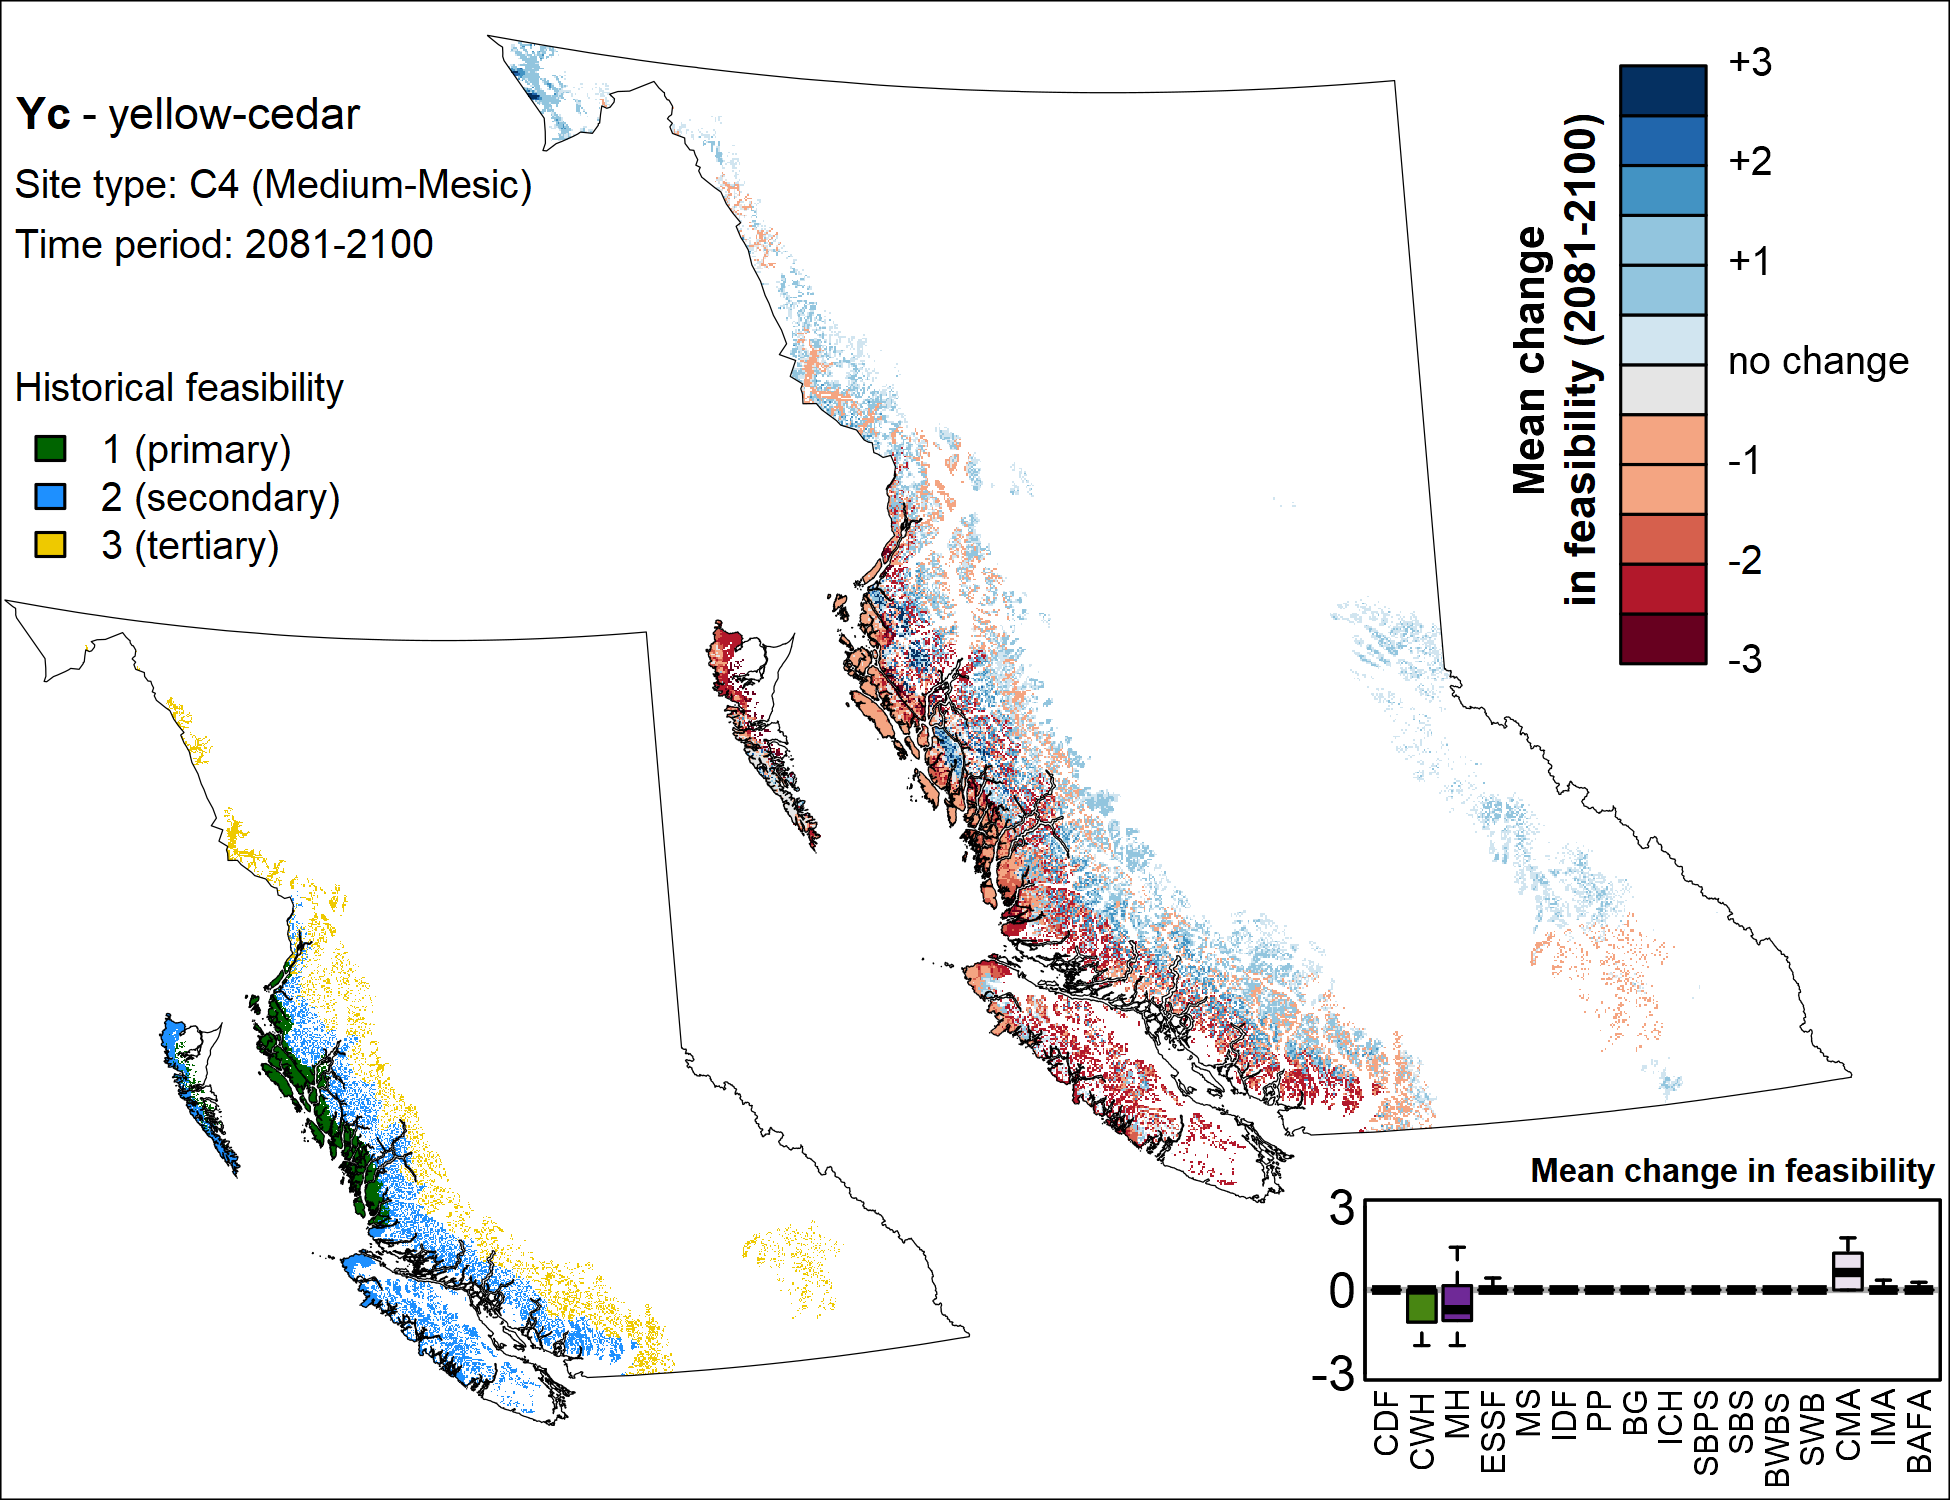 Yc - yellow-cedar
Site type: C4 (Medium-Mesic)
Time period: 2081-2100
Historical feasibility
1 (primary)
2 (secondary)
3 (tertiary)
Mean change
in feasibility (2081-2100)
+3
+2
+1
no change
-1
-2
-3
Mean change in feasibility
3
0
-3
CDF
CWH
MH
ESSF
MS
IDF
PP
BG
ICH
SBPS
SBS
BWBS
SWB
CMA
IMA
BAFA